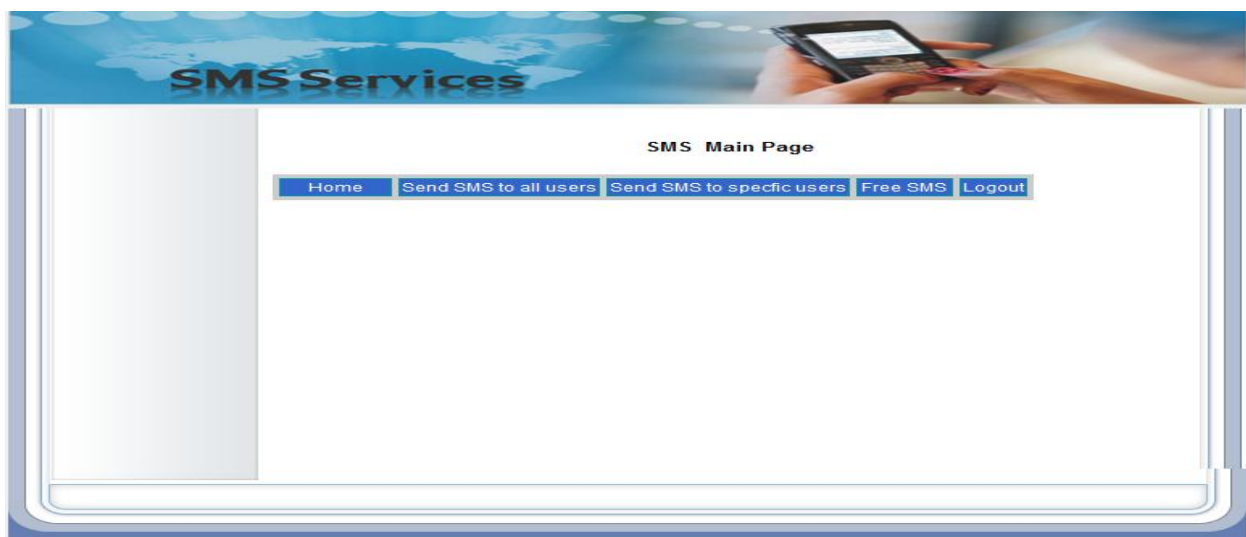 SMS Services
SMS Main Page
Home Send SMS to all users Send SMS to specfic users Free SMS Logout